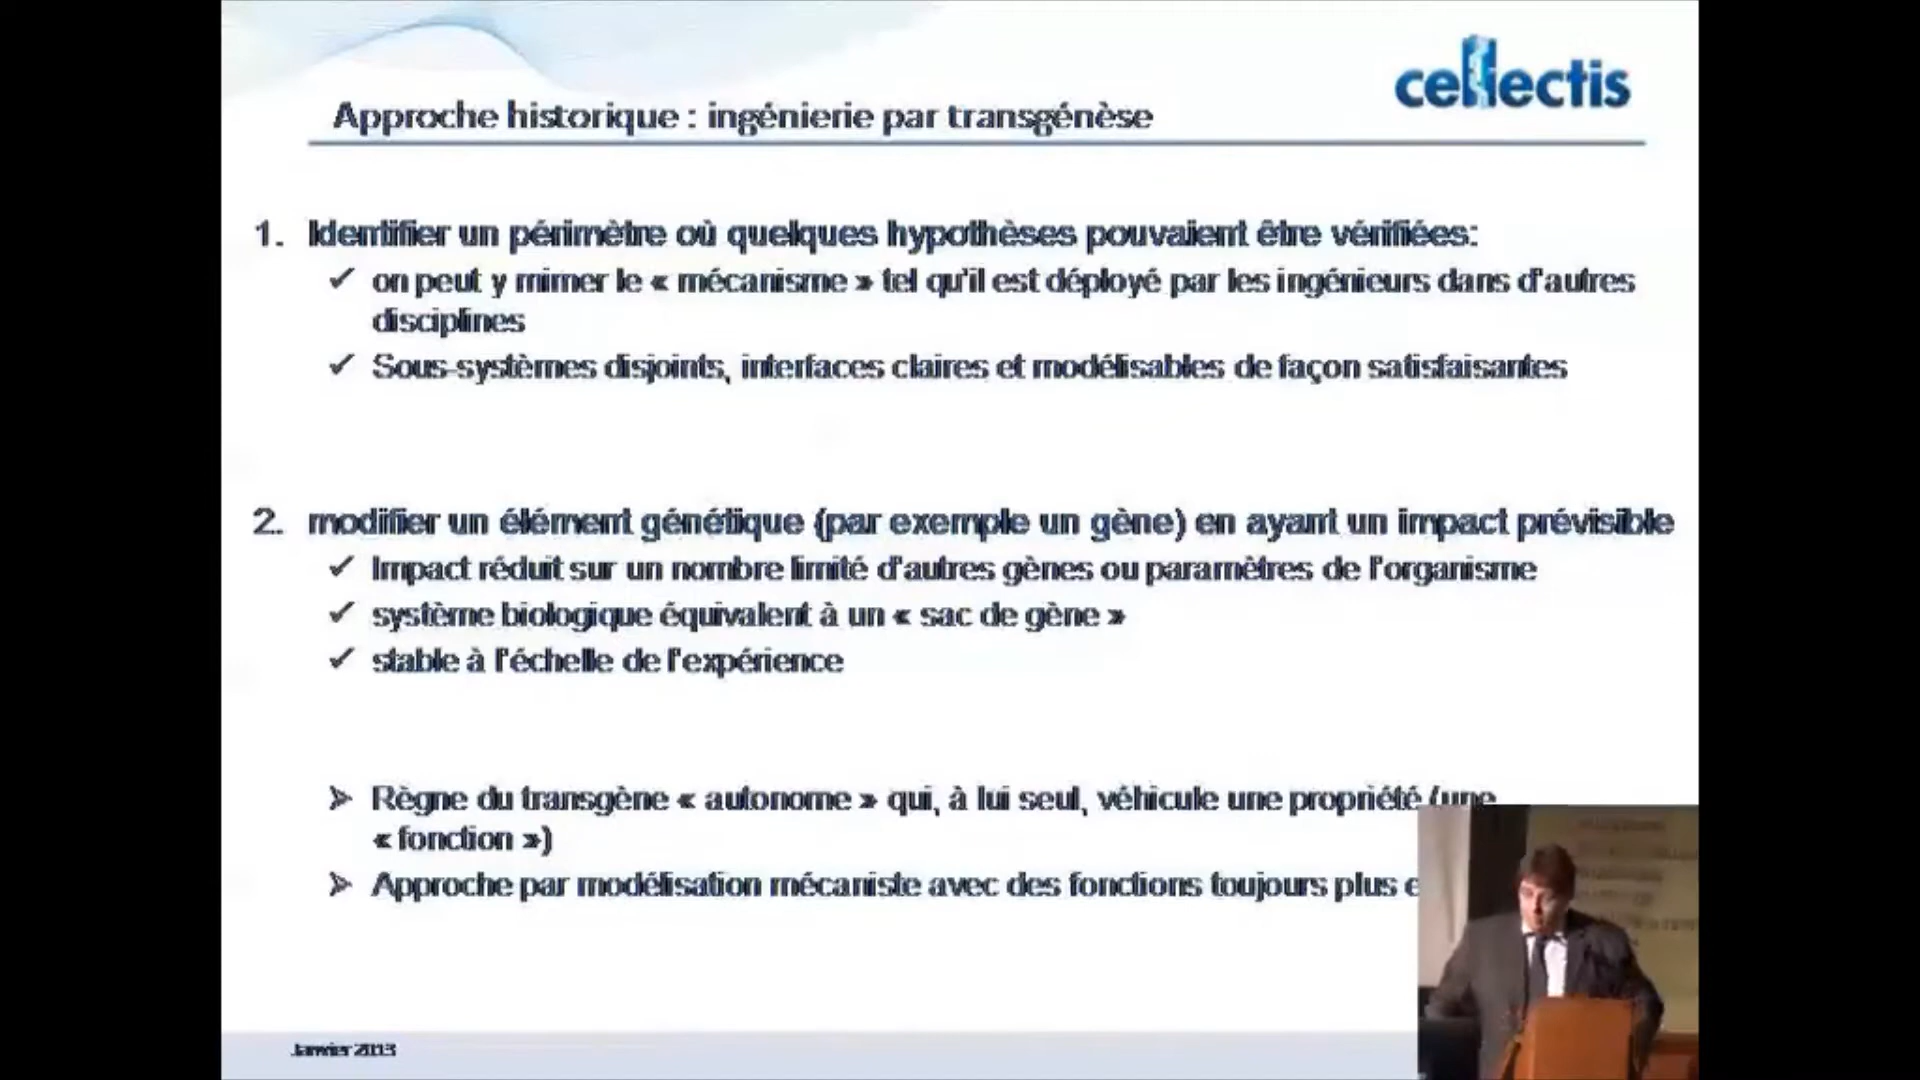 cellectis
Approche historique : ingénierie par transgénèse
1. Identifier un périmètre où quelques hypothèses pouvaient être vérifiées:
✓ on peut y mimer le « mécanisme » tel qu'il est déployé par les ingénieurs dans d'autres
disciplines
✓ Sous-systèmes disjoints, interfaces claires et modélisables de façon satisfaisantes
2. modifier un élément génétique (par exemple un gène) en ayant un impact prévisible
✓ Impact réduit sur un nombre limité d'autres gènes ou paramètres de l'organisme
✓ système biologique équivalent à un « sac de gène »
✓ stable à l'échelle de l'expérience
➢ Règne du transgène « autonome » qui, à lui seul, véhicule une propriété (une
« fonction »)
➢ Approche par modélisation mécaniste avec des fonctions toujours plus
Janvier 2013